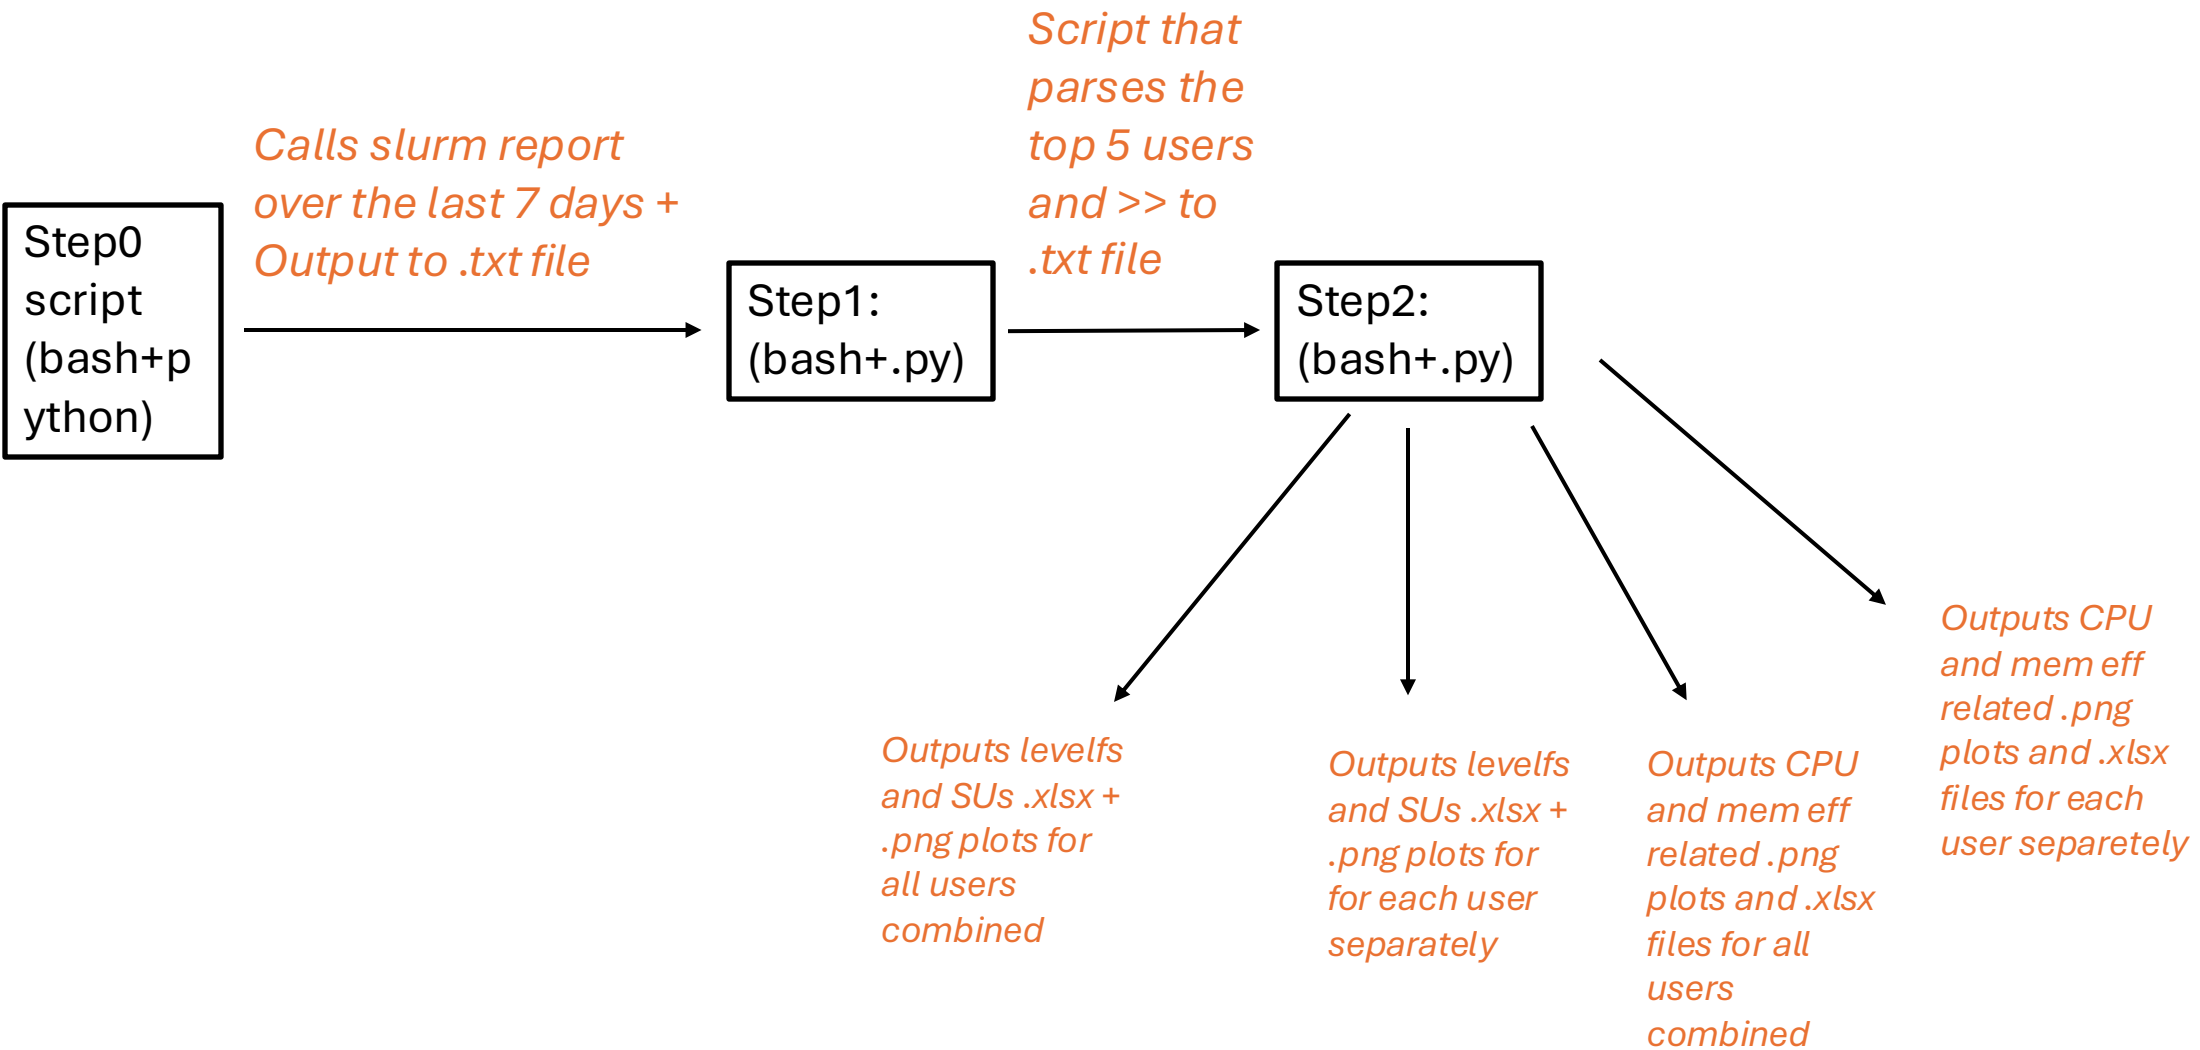 Script that
parses the
top 5 users
and >> to
.txt file
Calls slurm report
over the last 7 days +
Output to .txt file
Step0
script
(bash+p
ython)
Step1:
(bash+.py)
Step2:
(bash+.py)
Outputs levelfs
and SUs .xlsx +
.png plots for
all users
combined
Outputs levelfs
and SUs .xlsx +
.png plots for
for each user
separately
Outputs CPU
and mem eff
related .png
plots and .xlsx
files for all
users
combined
Outputs CPU
and mem eff
related .png
plots and .xlsx
files for each
user separetely